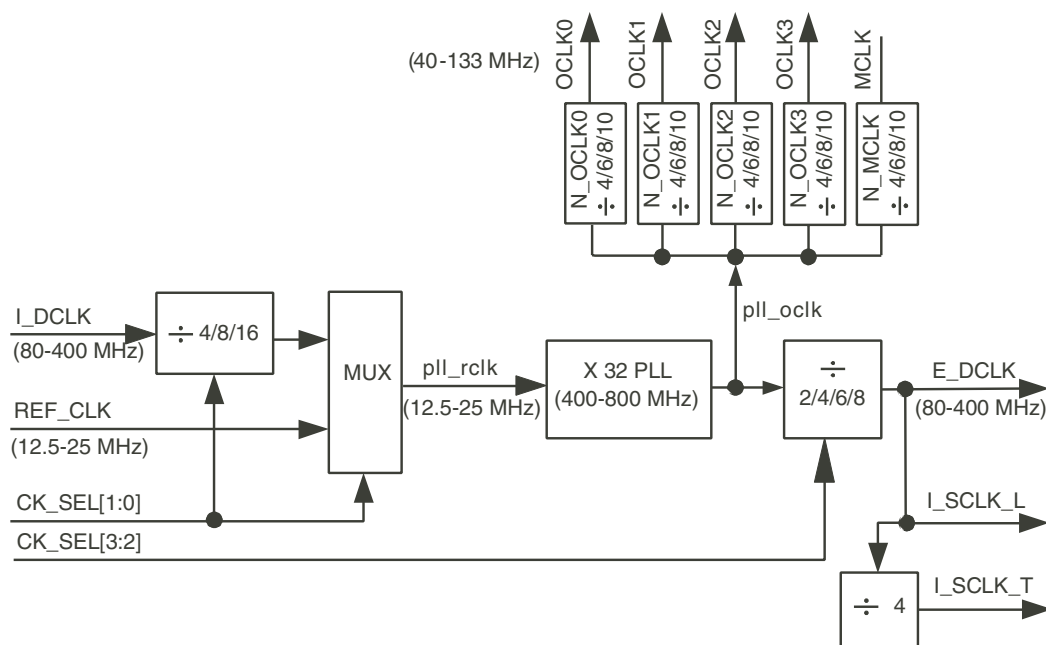 (40-133 MHz)
OCLK0
OCLK1
OCLK2
OCLK3
MCLK
N_OCLK0
÷ 4/6/8/10
N_OCLK1
÷ 4/6/8/10
N_OCLK2
÷ 4/6/8/10
N_OCLK3
÷ 4/6/8/10
N_MCLK
÷ 4/6/8/10
pll_oclk
I_DCLK
(80-400 MHz)
÷ 4/8/16
MUX
pll_rclk
(12.5-25 MHz)
X 32 PLL
(400-800 MHz)
÷
2/4/6/8
E_DCLK
(80-400 MHz)
REF_CLK
(12.5-25 MHz)
CK_SEL[1:0]
CK_SEL[3:2]
I_SCLK_L
÷ 4
I_SCLK_T